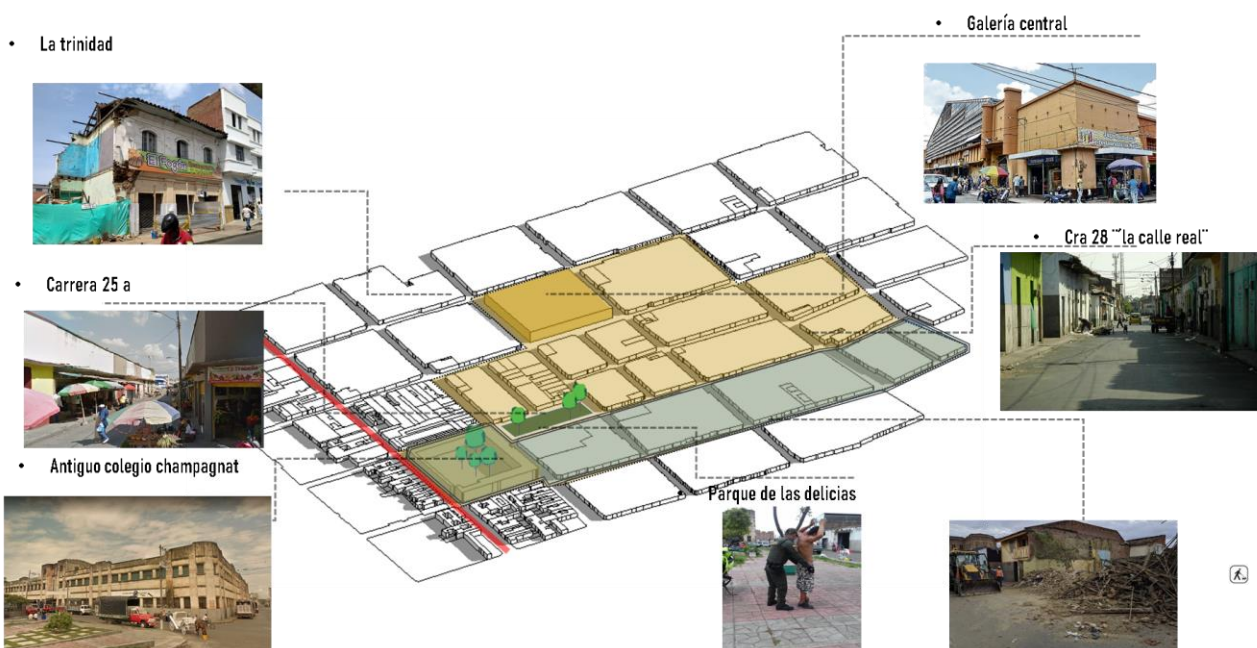 • La trinidad
• Galería central
• Cra 28 ¨¨la calle real¨
• Carrera 25 a
• Antiguo colegio champagnat
Parque de las delicias